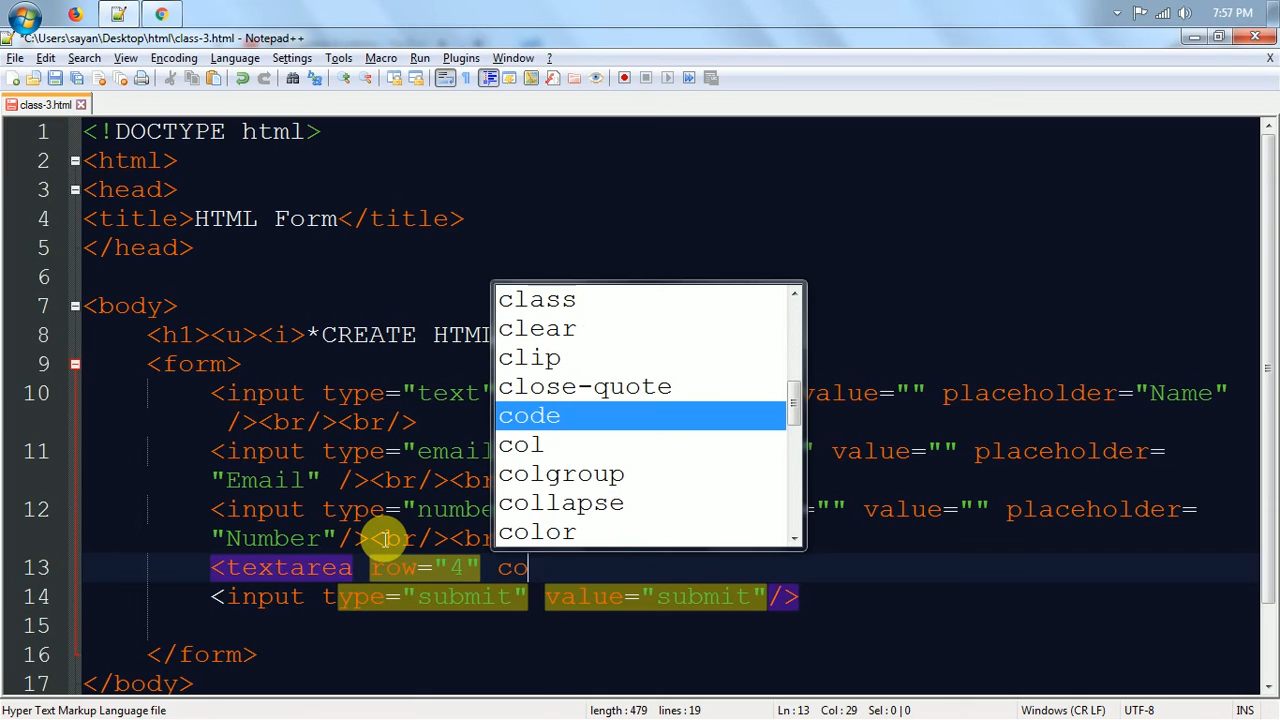 7:57 PM
*C:\Users\sayan\Desktop\html\class-3.html - Notepad++
File Edit Search View Encoding Language Settings Tools Macro Run Plugins Window ? X
class-3.html
1 <!DOCTYPE html>
2 <html>
3 <head>
4 <title>HTML Form</title>
5 </head>
6
7 <body>
8 <h1><u><i>*CREATE HTML
9 <form>
10 <input type="text" value="" placeholder="Name"
/><br/><br/>
11 <input type="email " value="" placeholder=
"Email" /><br/><br
12 <input type="numbe ="" value="" placeholder=
"Number"/><br/><br
13 <textarea row="4" co
14 <input type="submit" value="submit"/>
15
16 </form>
17 </body>
class
clear
clip
close-quote
code
col
colgroup
collapse
color
Hyper Text Markup Language file length : 479 lines : 19 Ln : 13 Col : 29 Sel : 0 | 0 Windows (CR LF) UTF-8 INS